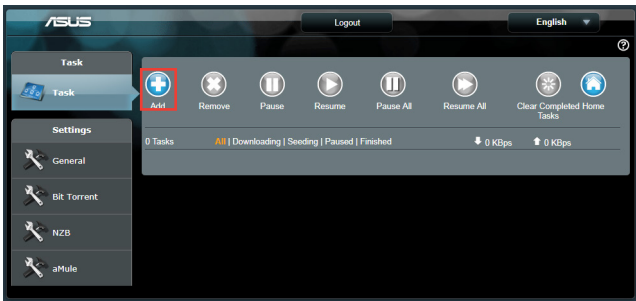 ASUS
Logout
English
?
Task
Task
Add
Remove
Pause
Resume
Pause All
Resume All
Clear Completed Tasks
Home
0 Tasks
All | Downloading | Seeding | Paused | Finished
0 KBps
0 KBps
Settings
General
Bit Torrent
NZB
aMule